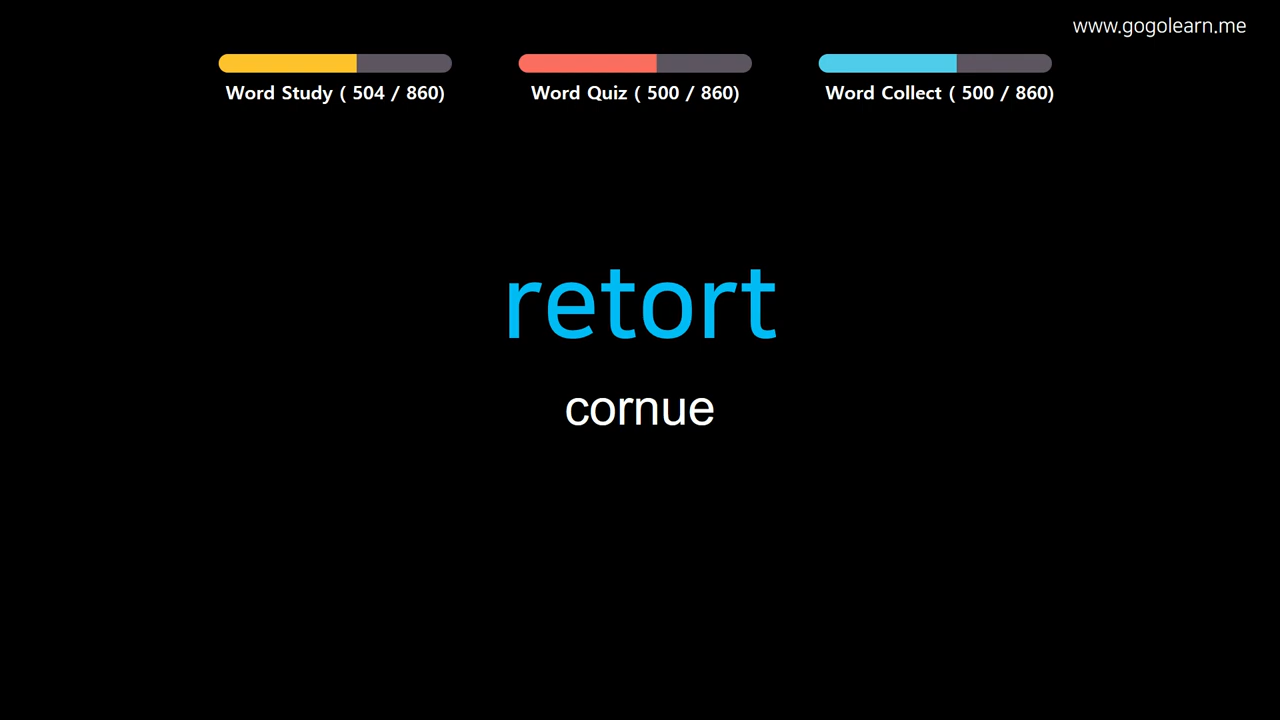 www.gogolearn.me
Word Study ( 504 / 860)
Word Quiz ( 500 / 860)
Word Collect ( 500 / 860)
retort
cornue